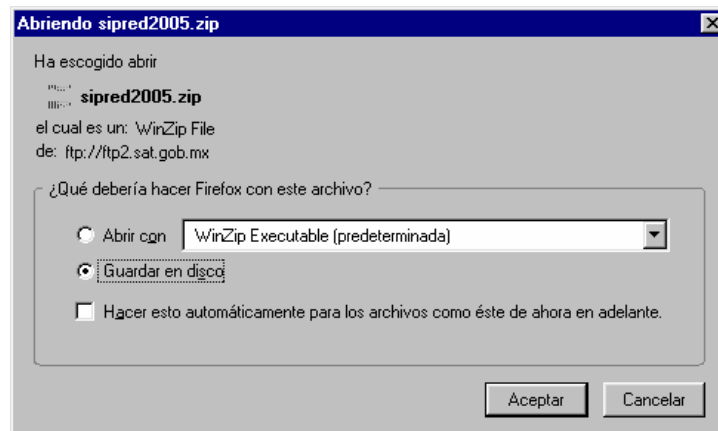 Abriendo sipred2005.zip
Ha escogido abrir
sipred2005.zip
el cual es un: WinZip File
de: ftp://ftp2.sat.gob.mx
¿Qué debería hacer Firefox con este archivo?
Abrir con WinZip Executable (predeterminada)
Guardar en disco
Hacer esto automáticamente para los archivos como éste de ahora en adelante.
Aceptar Cancelar